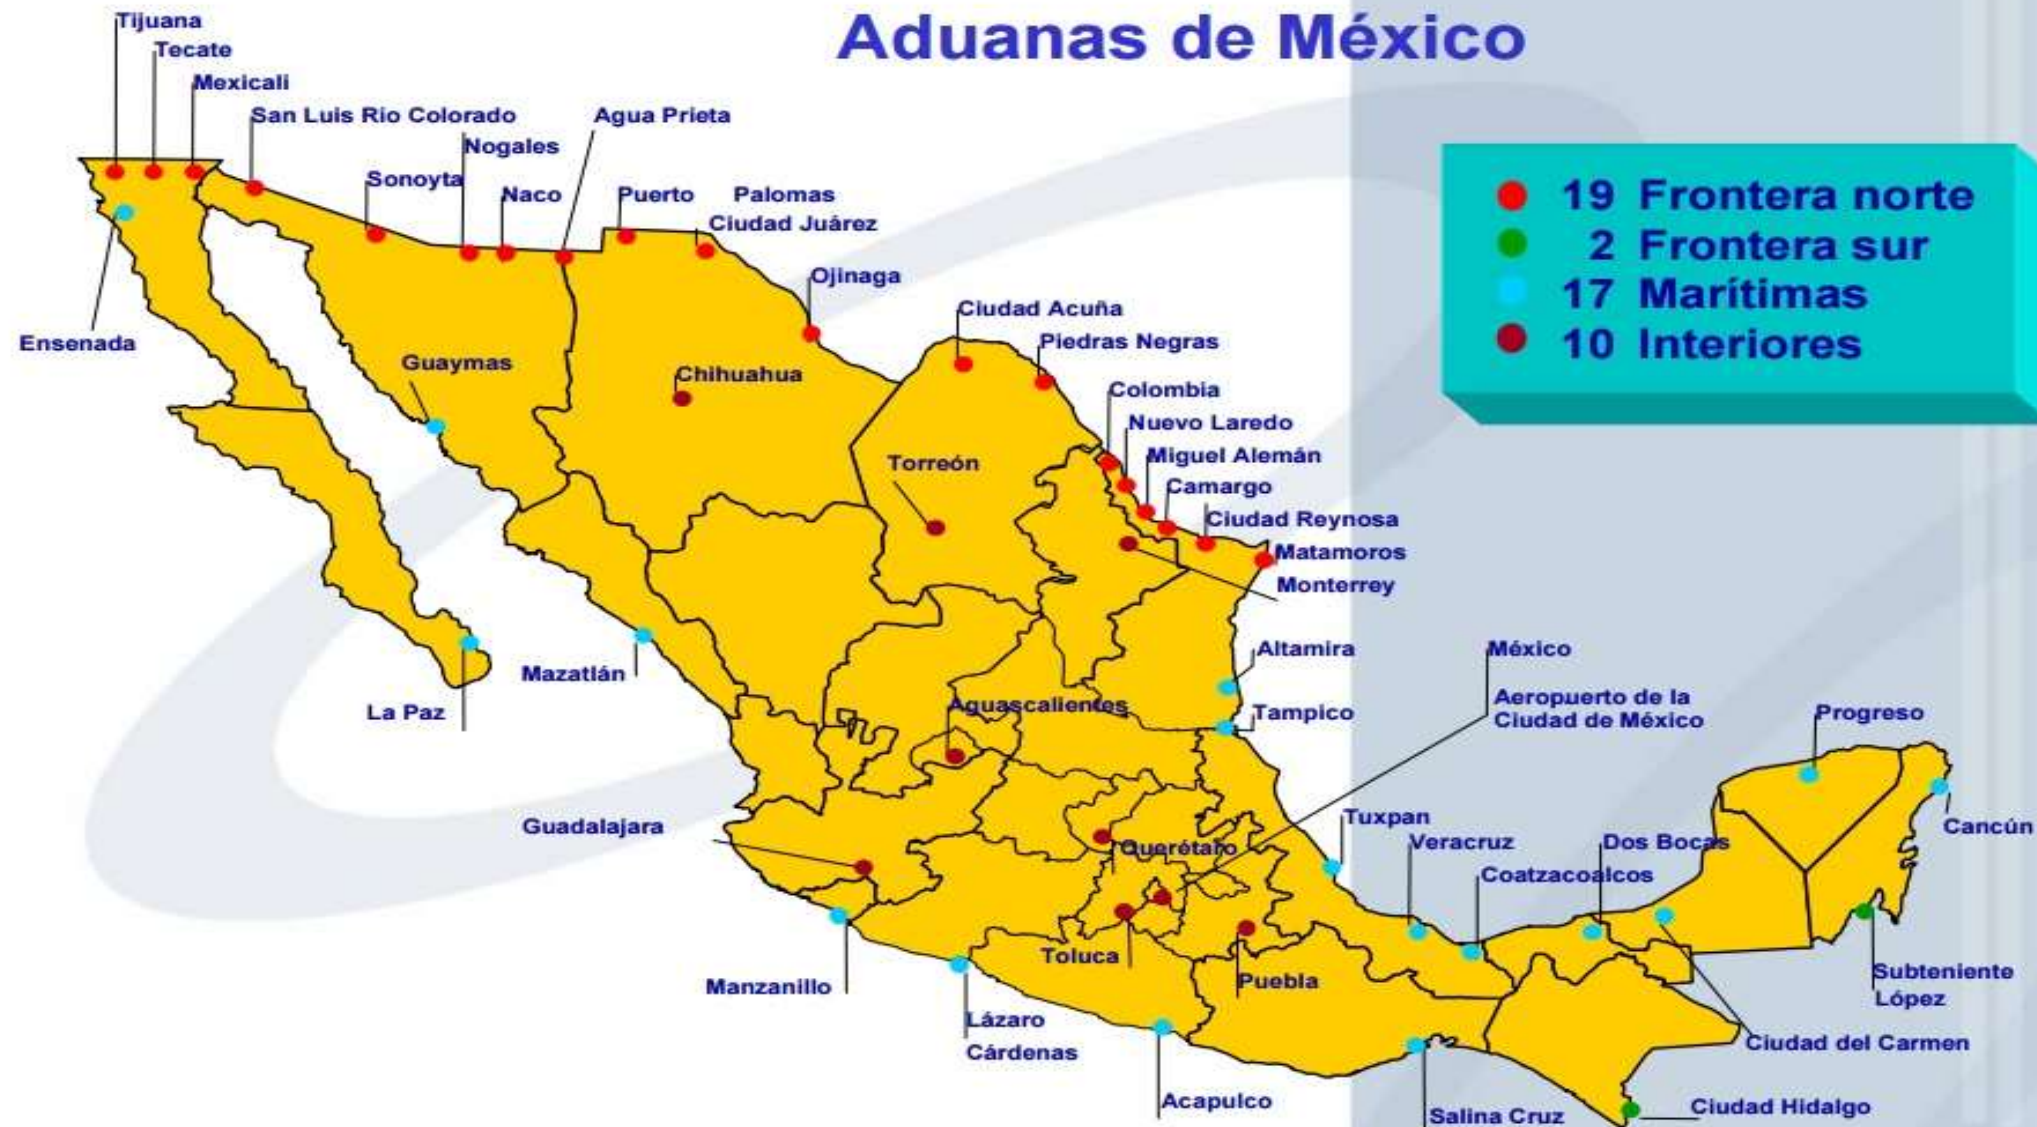 Aduanas de México
Tijuana
Tecate
Mexicali
San Luis Rio Colorado
Agua Prieta
Nogales
Sonoyta
Naco
Puerto Palomas
Ciudad Juárez
Ojinaga
19 Frontera norte
2 Frontera sur
17 Marítimas
10 Interiores
Ciudad Acuña
Piedras Negras
Ensenada
Guaymas
Chihuahua
Colombia
Nuevo Laredo
Torreón
Miguel Alemán
Camargo
Ciudad Reynosa
Matamoros
Monterrey
Altamira
México
Mazatlán
La Paz
Aguascalientes
Tampico
Aeropuerto de la
Ciudad de México
Progreso
Guadalajara
Tuxpan
Cancún
Querétaro
Veracruz
Dos Bocas
Coatzacoalcos
Toluca
Puebla
Manzanillo
Subteniente
López
Lázaro
Cárdenas
Ciudad del Carmen
Acapulco
Salina Cruz
Ciudad Hidalgo